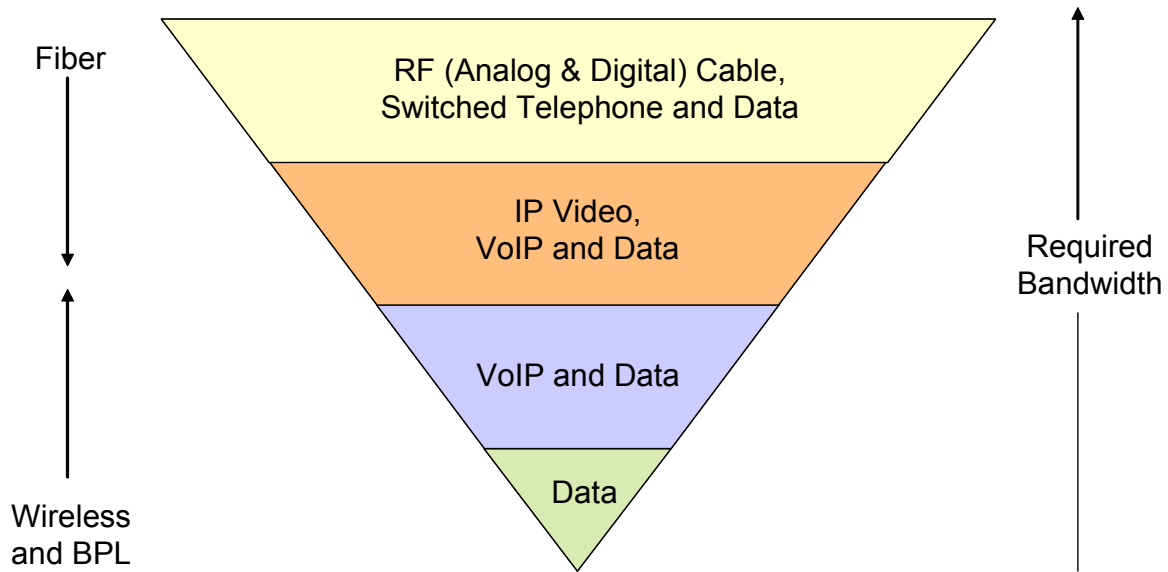 Fiber
RF (Analog & Digital) Cable,
Switched Telephone and Data
IP Video,
VoIP and Data
Required
Bandwidth
VoIP and Data
Data
Wireless
and BPL